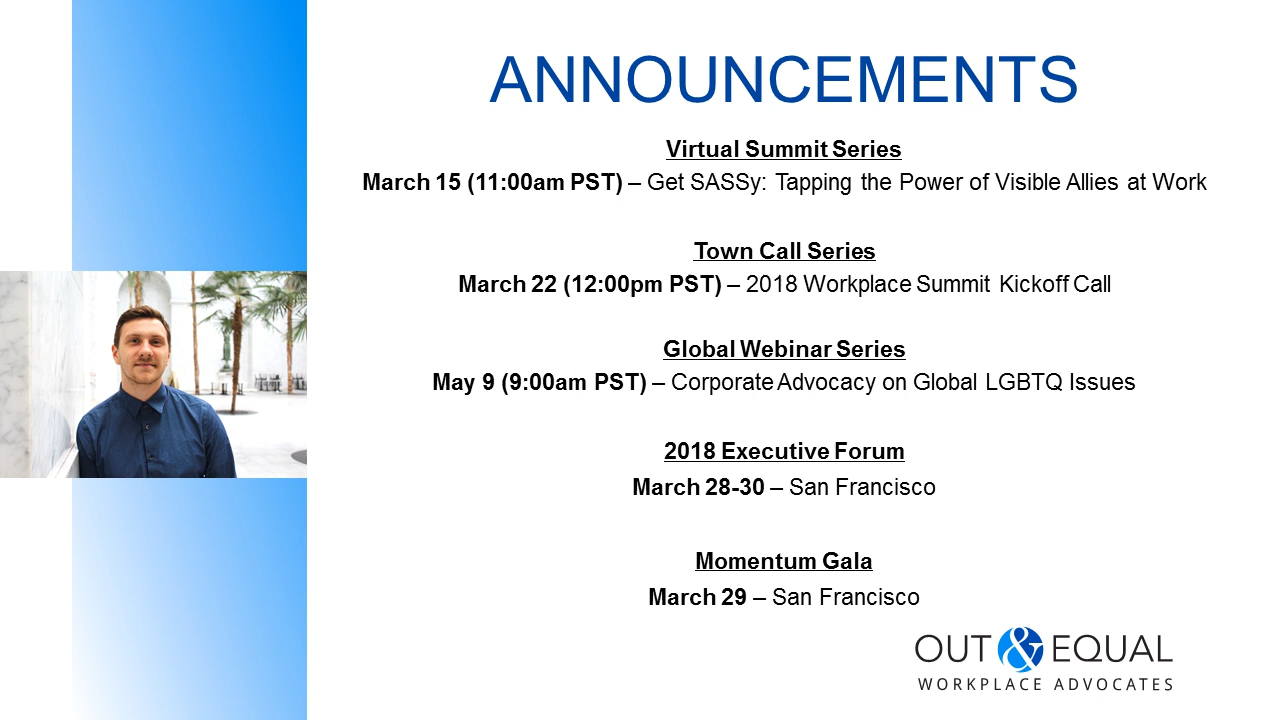 ANNOUNCEMENTS
Virtual Summit Series
March 15 (11:00am PST) – Get SASSy: Tapping the Power of Visible Allies at Work
Town Call Series
March 22 (12:00pm PST) – 2018 Workplace Summit Kickoff Call
Global Webinar Series
May 9 (9:00am PST) – Corporate Advocacy on Global LGBTQ Issues
2018 Executive Forum
March 28-30 – San Francisco
Momentum Gala
March 29 – San Francisco
OUT & EQUAL
WORKPLACE ADVOCATES